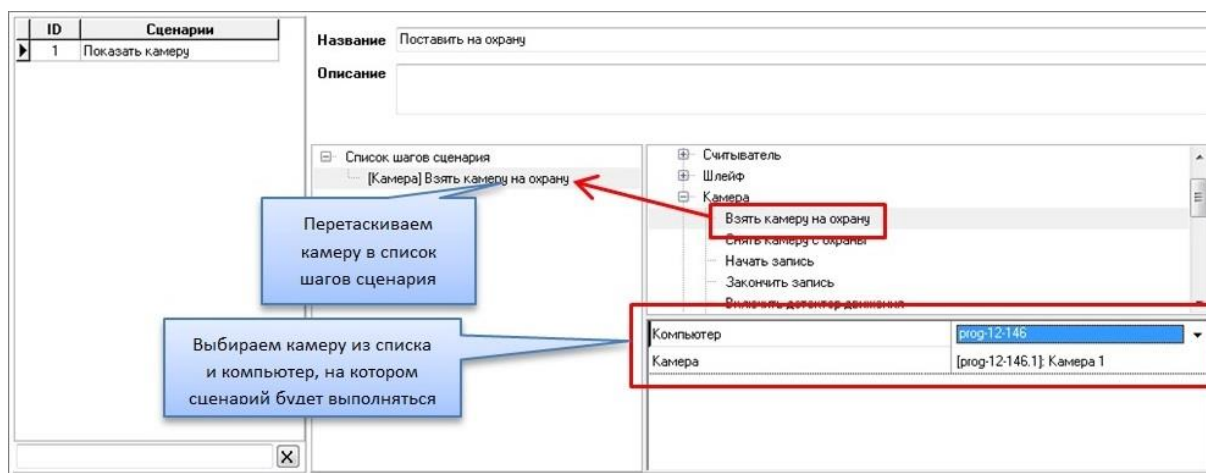 ID Сценарии
1 Показать камеру
Название Поставить на охрану
Описание
Список шагов сценария
[Камера] Взять камеру на охрану
Перетаскиваем
камеру в список
шагов сценария
Считыватель
Шлейф
Камера
Взять камеру на охрану
Снять камеру с охраны
Начать запись
Закончить запись
Включить детектор движения
Выбираем камеру из списка
и компьютер, на котором
сценарий будет выполняться
Компьютер prog-12-146
Камера [prog-12-146.1]: Камера 1
X